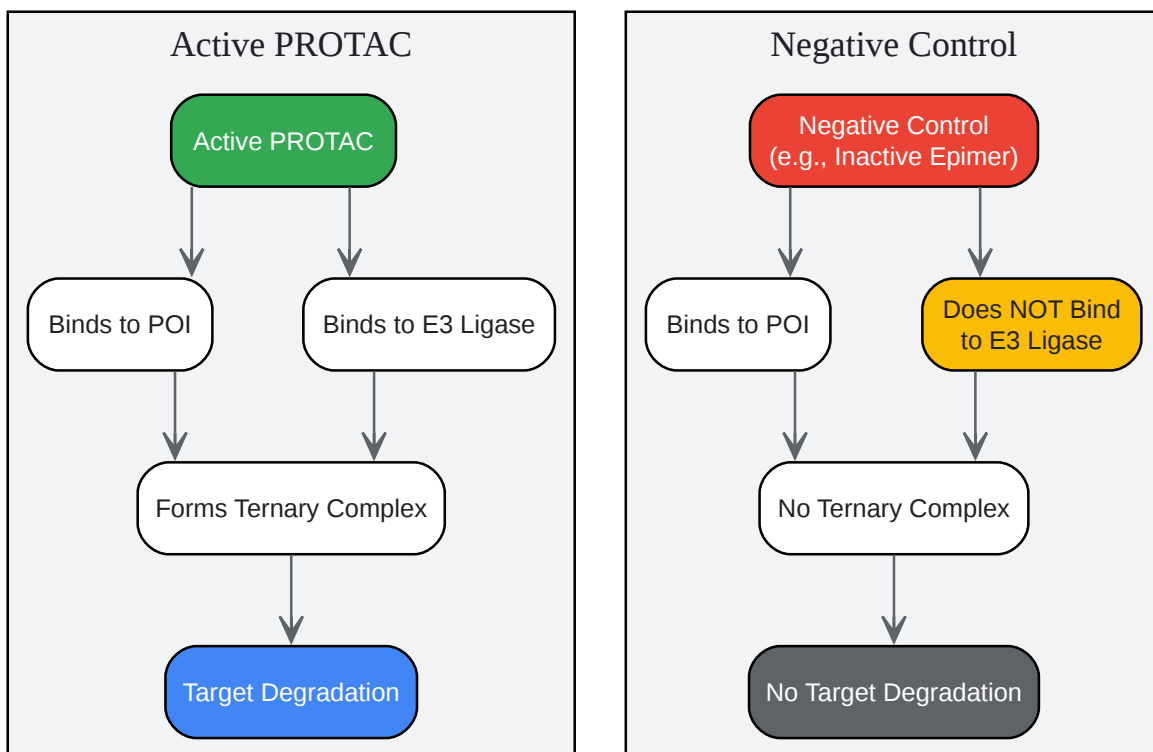 Active PROTAC
Active PROTAC
Binds to POI
Binds to E3 Ligase
Forms Ternary Complex
Target Degradation
Negative Control
Negative Control
(e.g., Inactive Epimer)
Binds to POI
Does NOT Bind
to E3 Ligase
No Ternary Complex
No Target Degradation